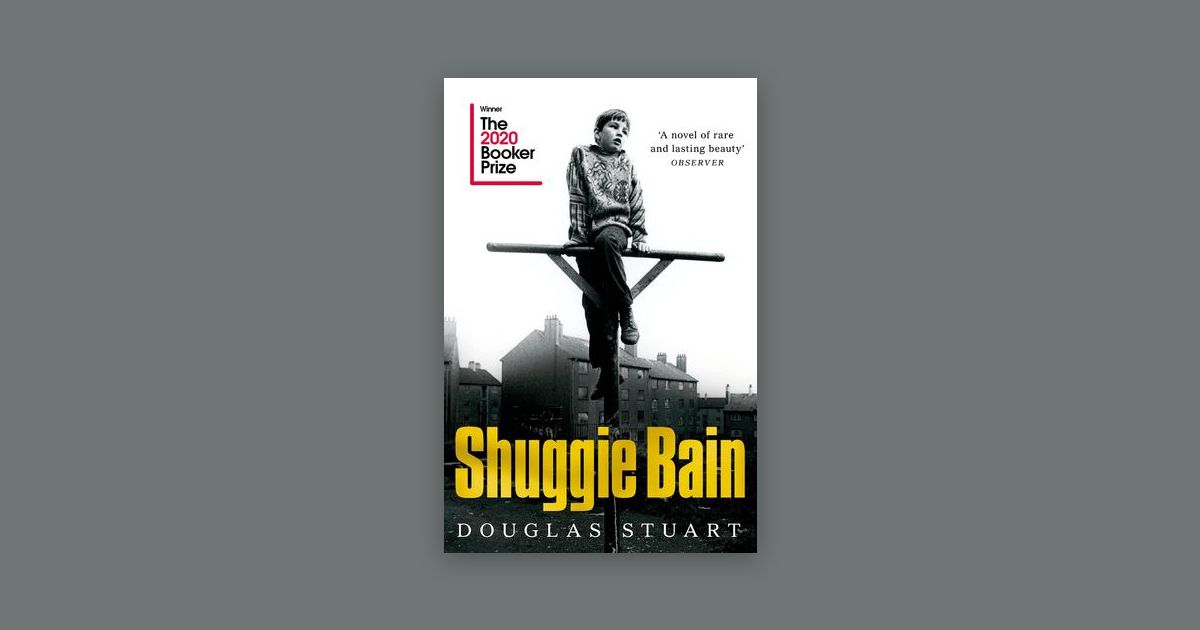 Winner
The
2020
Booker
Prize
‘A novel of rare
and lasting beauty’
OBSERVER
Shuggie Bain
DOUGLAS STUART